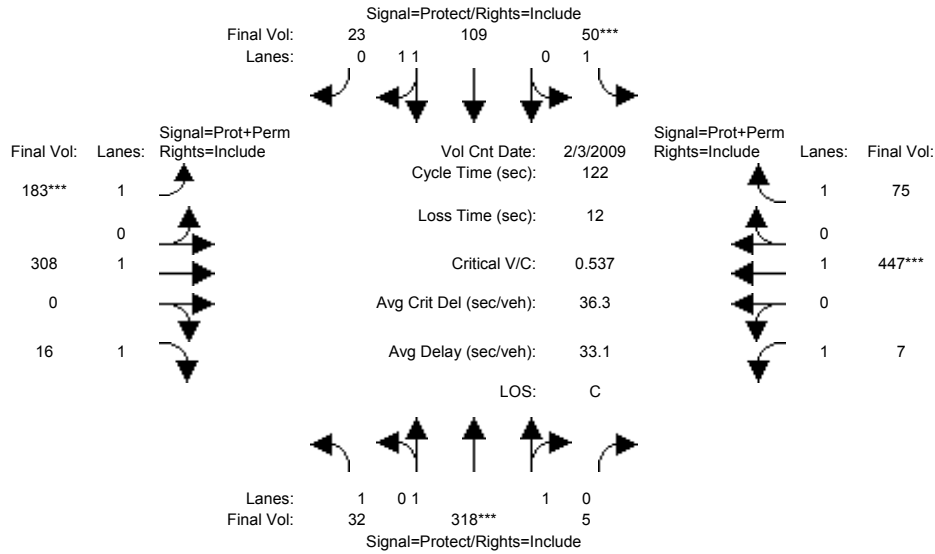 Signal=Protect/Rights=Include
Final Vol: 23 109 50***
Lanes: 0 1 1 0 1
Signal=Prot+Perm
Final Vol: Lanes: Rights=Include
Vol Cnt Date: 2/3/2009
Signal=Prot+Perm
Rights=Include Lanes: Final Vol:
Cycle Time (sec): 122
183*** 1
1 75
Loss Time (sec): 12
0
0
308 1
Critical V/C: 0.537
1 447***
0 0
Avg Crit Del (sec/veh): 36.3
0
16 1
Avg Delay (sec/veh): 33.1
1 7
LOS: C
Lanes: 1 0 1 1 0
Final Vol: 32 318*** 5
Signal=Protect/Rights=Include